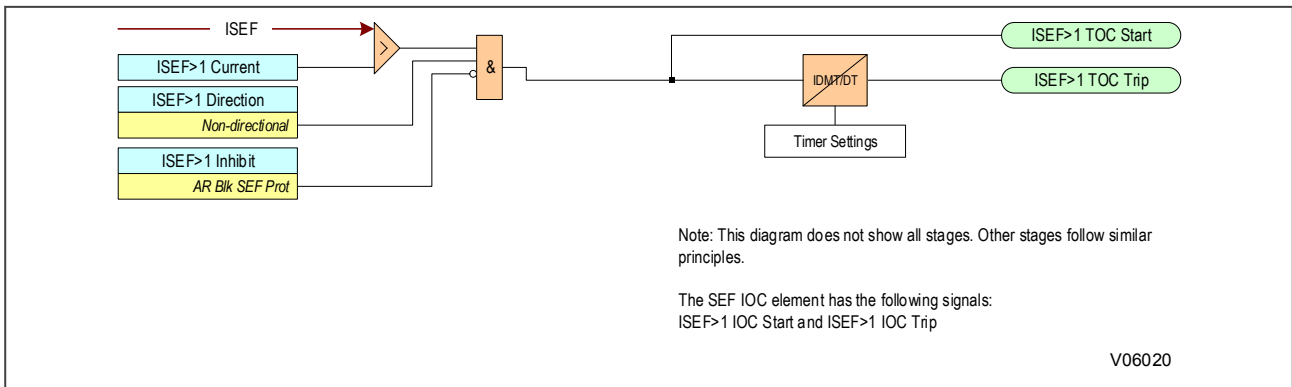 ISEF
ISEF>1 Current
ISEF>1 Direction
Non-directional
ISEF>1 Inhibit
AR Blk SEF Prot
>
&
IDMT/DT
Timer Settings
ISEF>1 TOC Start
ISEF>1 TOC Trip
Note: This diagram does not show all stages. Other stages follow similar
principles.
The SEF IOC element has the following signals:
ISEF>1 IOC Start and ISEF>1 IOC Trip
V06020